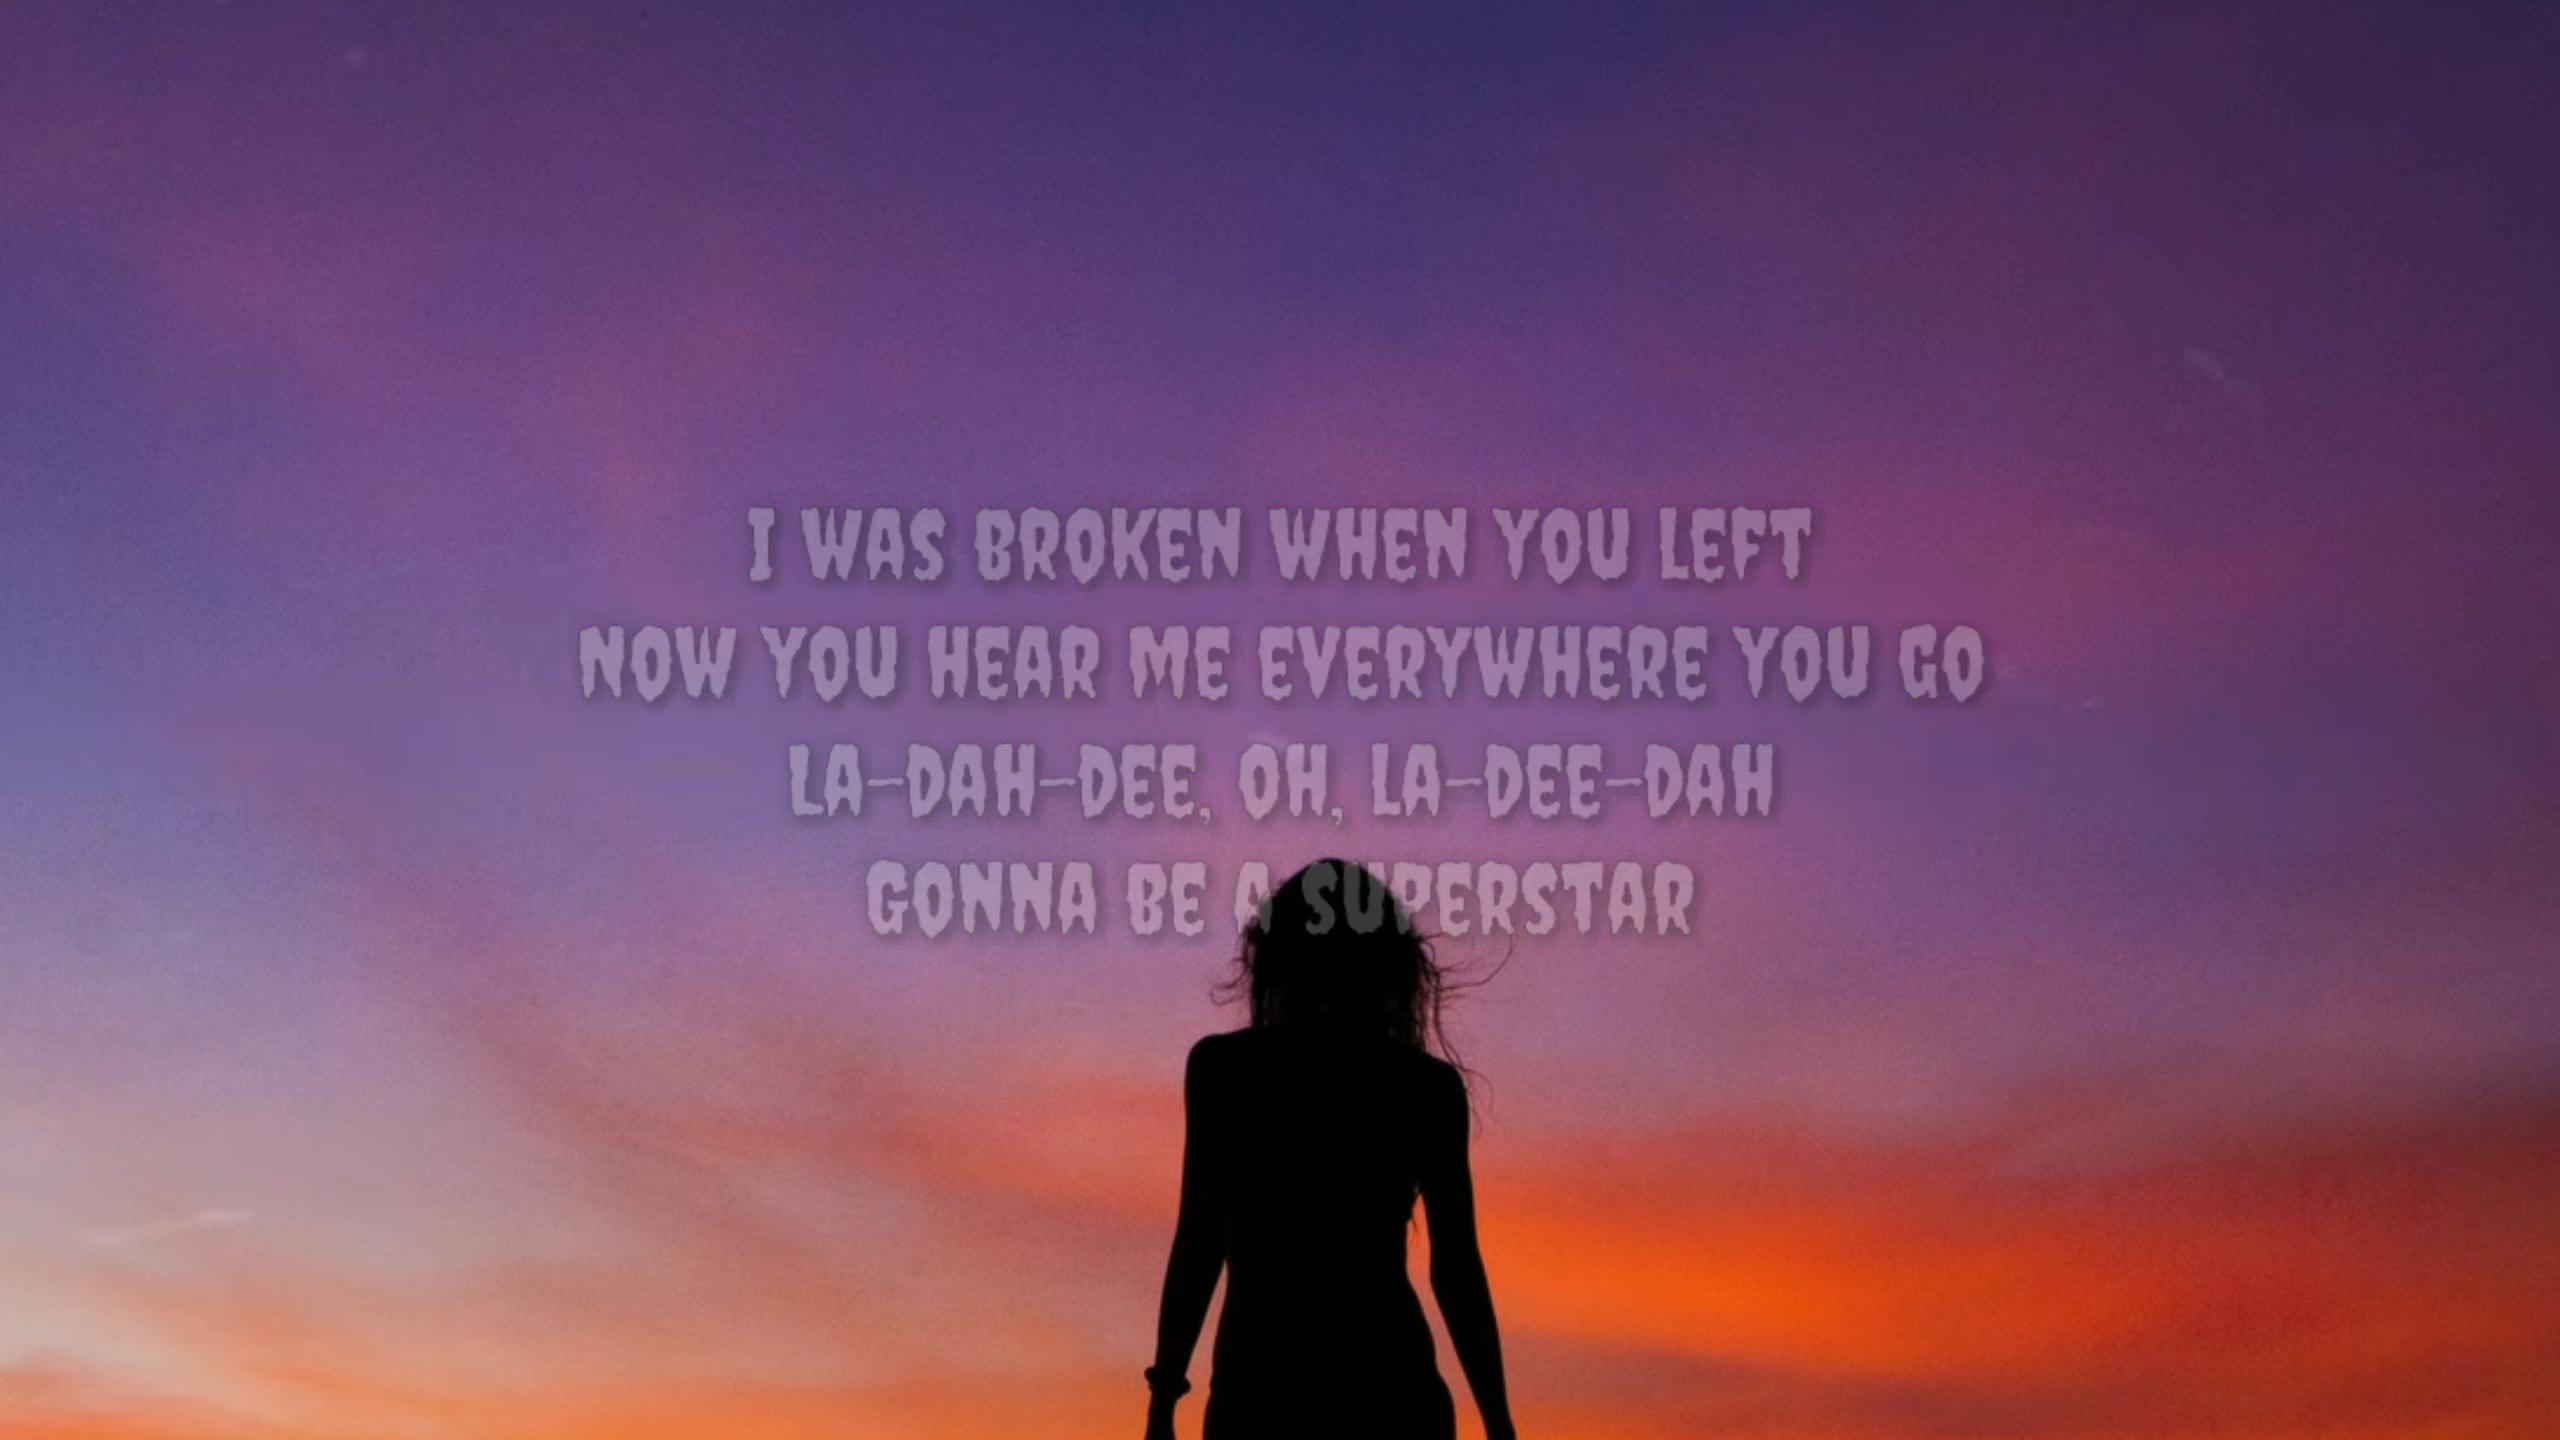 I WAS BROKEN WHEN YOU LEFT
NOW YOU HEAR ME EVERYWHERE YOU GO
LA-DAH-DEE, OH, LA-DEE-DAH
GONNA BE A SUPERSTAR